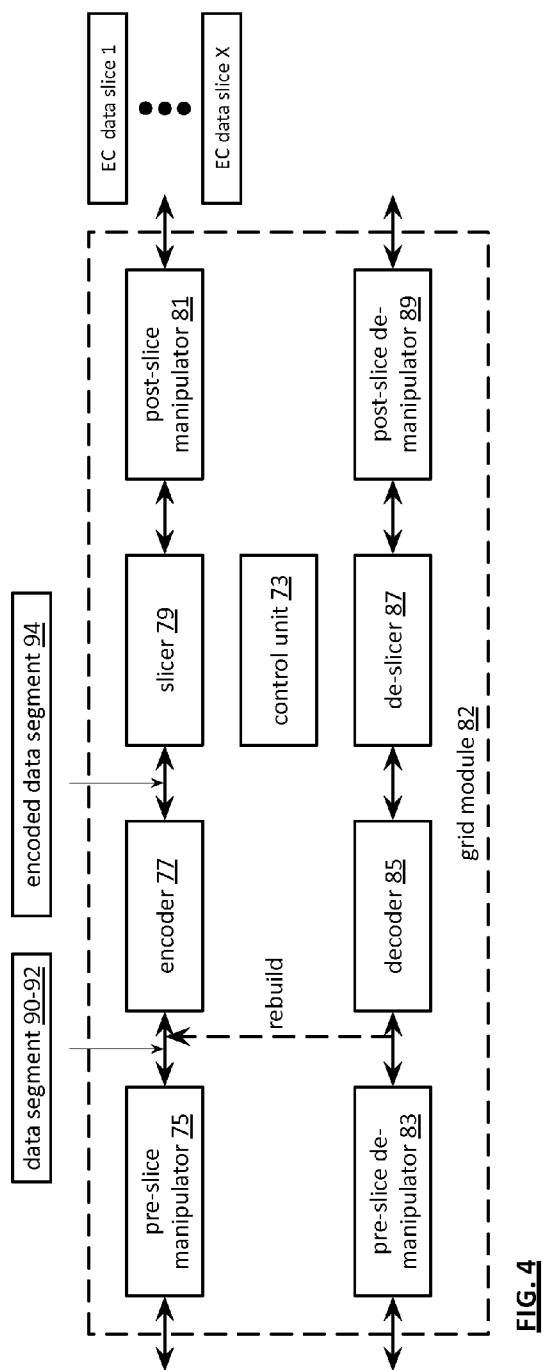 data segment 90-92
encoded data segment 94
EC data slice 1
EC data slice X
pre-slice
manipulator 75
encoder 77
slicer 79
post-slice
manipulator 81
rebuild
control unit 73
pre-slice de-
manipulator 83
decoder 85
de-slicer 87
post-slice de-
manipulator 89
grid module 82
FIG. 4